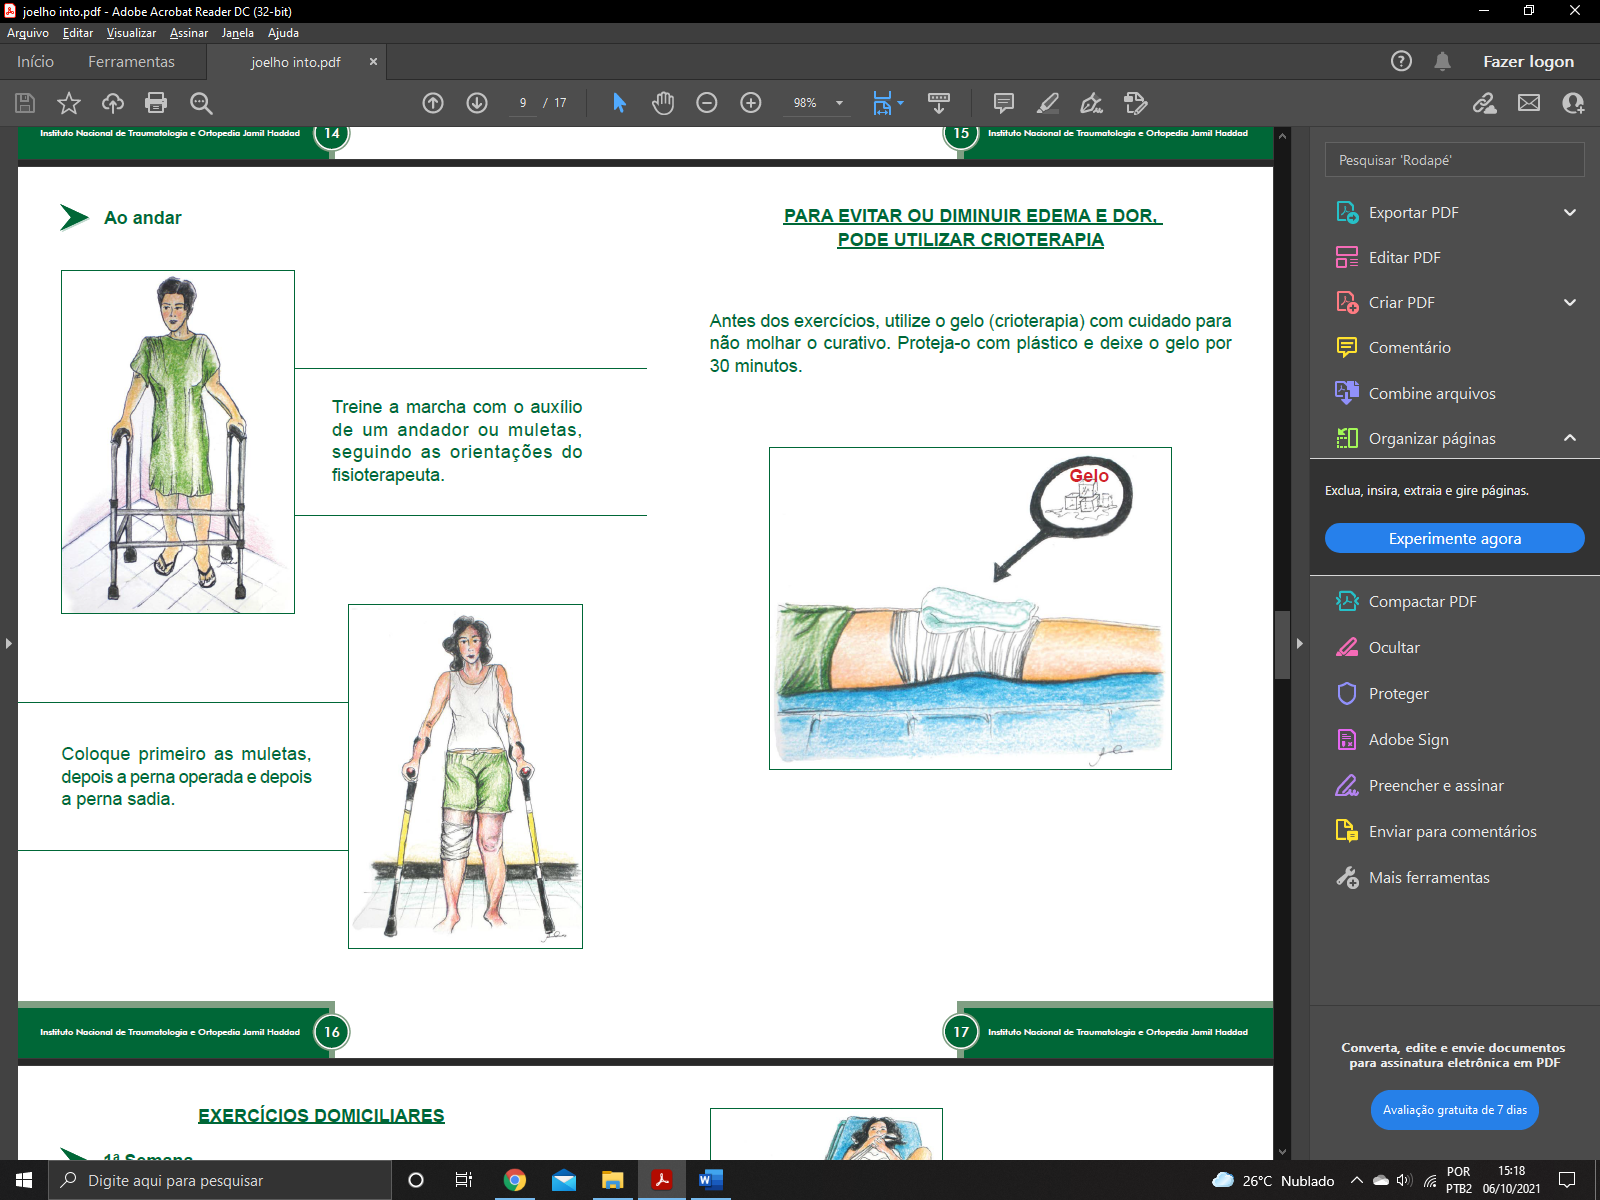 joelho into.pdf - Adobe Acrobat Reader DC (32-bit)
Arquivo Editar Visualizar Assinar Janela Ajuda
Início Ferramentas joelho into.pdf Fazer logon
9 / 17 98%
Instituto Nacional de Traumatologia e Ortopedia Jamil Haddad 14
15 Instituto Nacional de Traumatologia e Ortopedia Jamil Haddad
Ao andar
Treine a marcha com o auxílio
de um andador ou muletas,
seguindo as orientações do
fisioterapeuta.
Coloque primeiro as muletas,
depois a perna operada e depois
a perna sadia.
Instituto Nacional de Traumatologia e Ortopedia Jamil Haddad 16
PARA EVITAR OU DIMINUIR EDEMA E DOR,
PODE UTILIZAR CRIOTERAPIA
Antes dos exercícios, utilize o gelo (crioterapia) com cuidado para
não molhar o curativo. Proteja-o com plástico e deixe o gelo por
30 minutos.
Gelo
17 Instituto Nacional de Traumatologia e Ortopedia Jamil Haddad
EXERCÍCIOS DOMICILIARES
1ª Semana
Pesquisar 'Rodapé'
Exportar PDF
Editar PDF
Criar PDF
Comentário
Combine arquivos
Organizar páginas
Exclua, insira, extraia e gire páginas.
Experimente agora
Compactar PDF
Ocultar
Proteger
Adobe Sign
Preencher e assinar
Enviar para comentários
Mais ferramentas
Converta, edite e envie documentos
para assinatura eletrônica em PDF
Avaliação gratuita de 7 dias
Digite aqui para pesquisar
26°C Nublado
POR
PTB2
15:18
06/10/2021